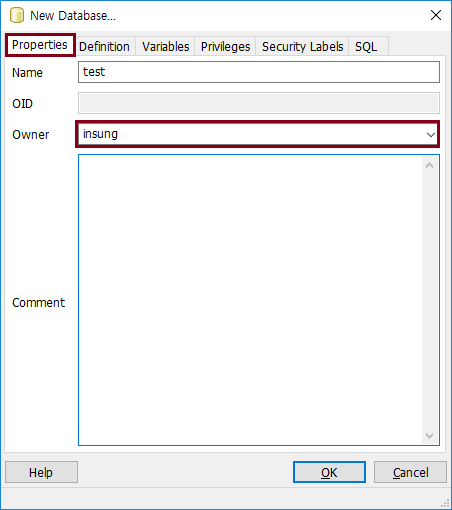 New Database...
Properties Definition Variables Privileges Security Labels SQL
Name test
OID
Owner insung
Comment
Help OK Cancel